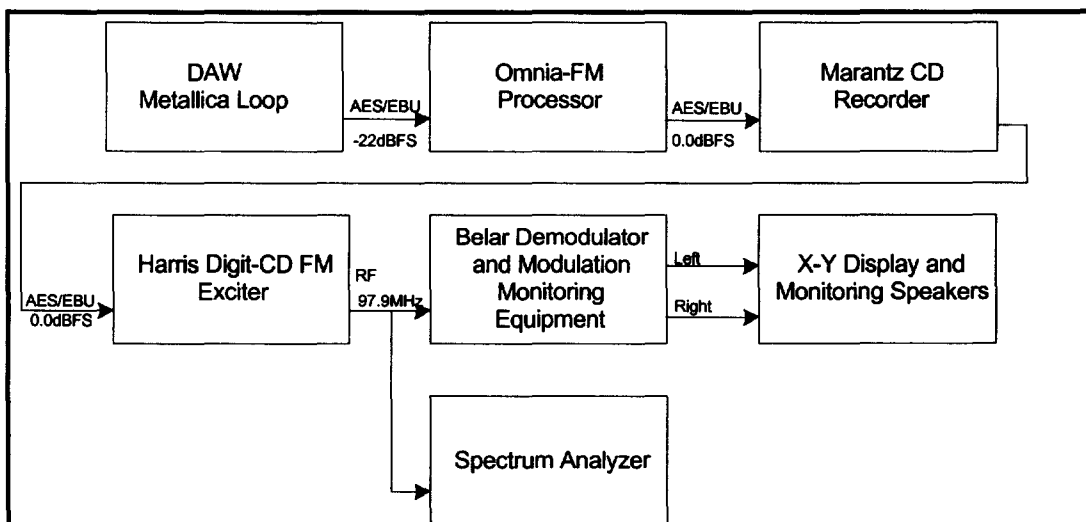 DAW
Metallica Loop
AES/EBU
-22dBFS
Omnia-FM
Processor
AES/EBU
0.0dBFS
Marantz CD
Recorder
AES/EBU
0.0dBFS
Harris Digit-CD FM
Exciter
RF
97.9MHz
Belar Demodulator
and Modulation
Monitoring
Equipment
Left
Right
X-Y Display and
Monitoring Speakers
Spectrum Analyzer